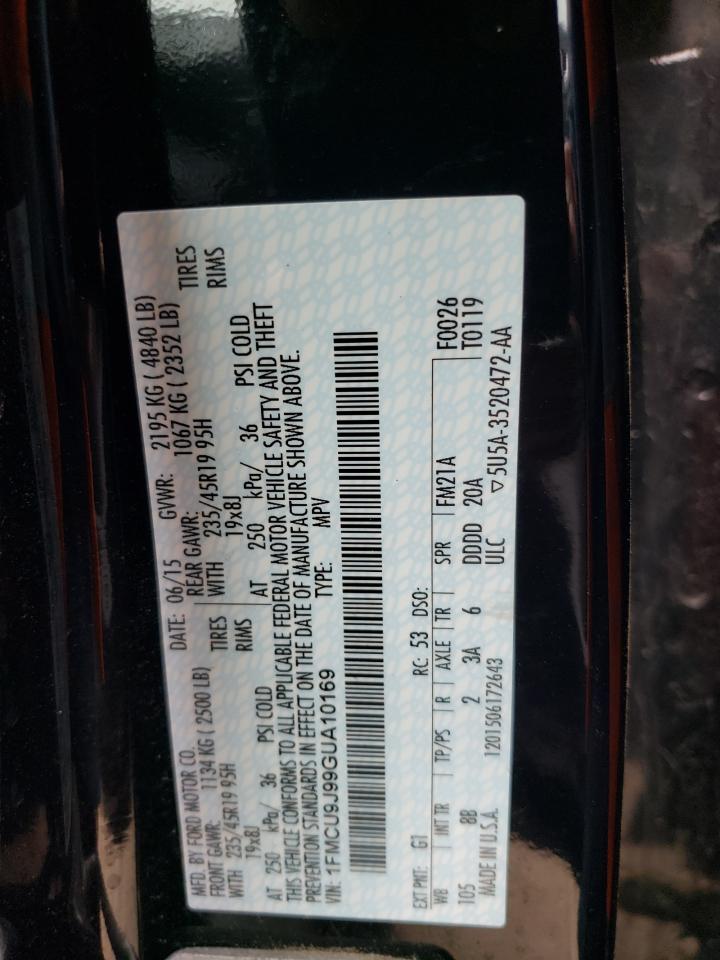 MFD. BY FORD MOTOR CO. DATE: 06/15 GVWR: 2195 KG ( 4840 LB)
FRONT GAWR: 1134 KG ( 2500 LB) REAR GAWR: 1067 KG ( 2352 LB)
WITH 235/45R19 95H TIRES WITH 235/45R19 95H TIRES
19x8J RIMS 19x8J RIMS
AT 250 kPa/ 36 PSI COLD AT 250 kPa/ 36 PSI COLD
THIS VEHICLE CONFORMS TO ALL APPLICABLE FEDERAL MOTOR VEHICLE SAFETY AND THEFT
PREVENTION STANDARDS IN EFFECT ON THE DATE OF MANUFACTURE SHOWN ABOVE.
VIN: 1FMCU9J99GUA10169 TYPE: MPV
EXT PNT: G1 RC: 53 DSO: F0026
WB INT TR TP/PS R AXLE TR SPR FM21A T0119
105 8B 2 3A 6 DDDD 20A
MADE IN U.S.A. 1201506172643 ULC ▽5U5A-3520472-AA